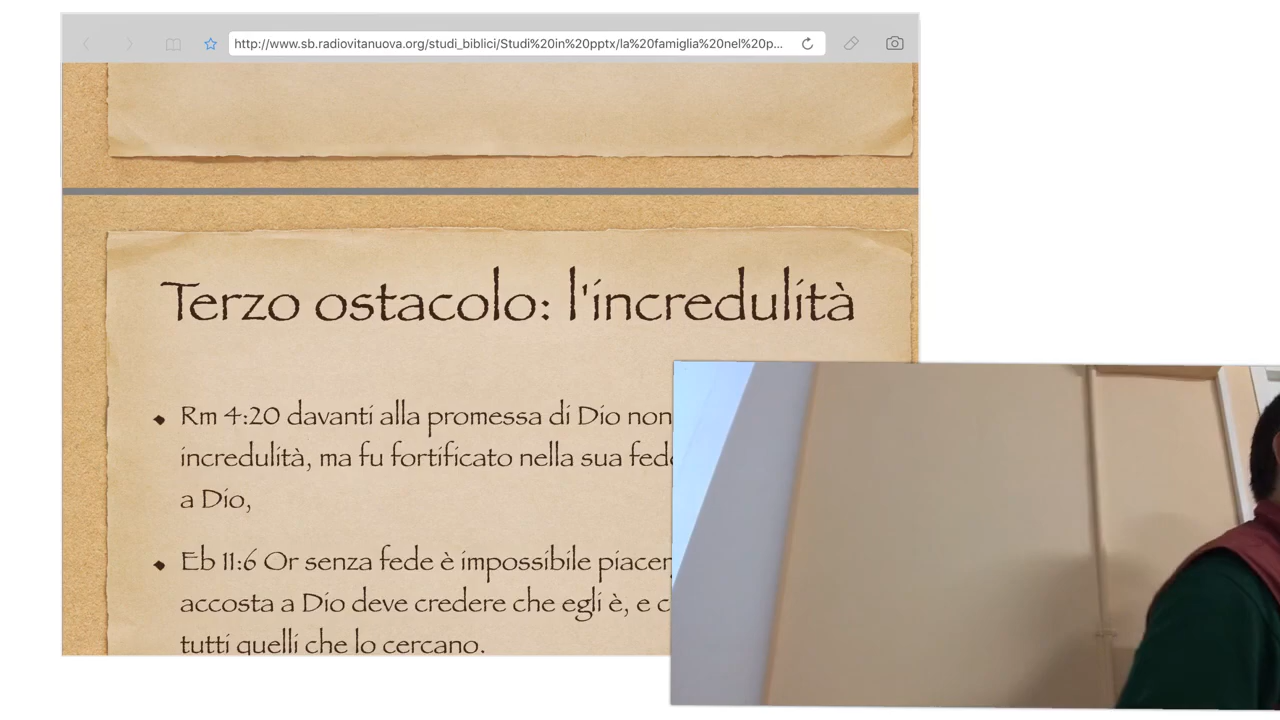 http://www.sb.radiovitanuova.org/studi_biblici/Studi%20in%20pptx/la%20famiglia%20nel%20p...
Terzo ostacolo: l'incredulità
• Rm 4:20 davanti alla promessa di Dio non
incredulità, ma fu fortificato nella sua
a Dio,
• Eb 11:6 Or senza fede è impossibile
accosta a Dio deve credere che egli è, e
tutti quelli che lo cercano.